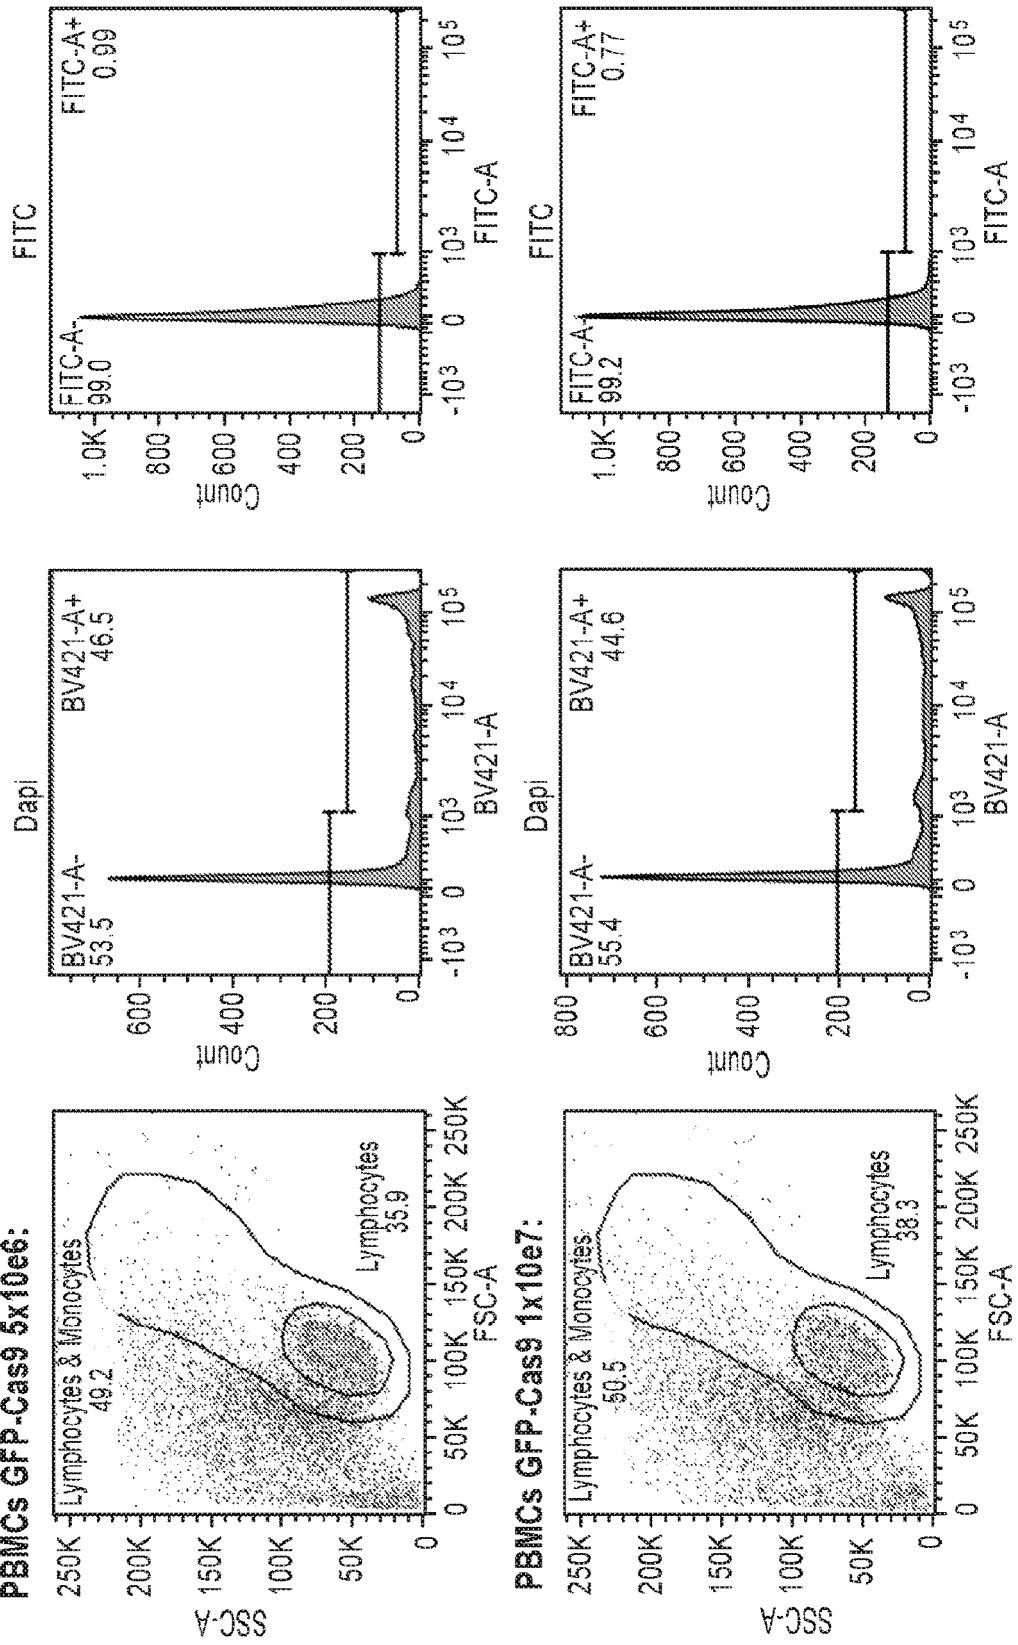 PBMCs GFP-Cas9 5x10e6:
Lymphocytes & Monocytes
49.2
Lymphocytes
35.9
250K
200K
150K
100K
50K
0
SSC-A
0 50K 100K 150K 200K 250K
FSC-A
Dapi
BV421-A-
53.5
BV421-A+
46.5
600
400
200
0
Count
-10³ 0 10³ 10⁴ 10⁵
BV421-A
FITC
FITC-A-
99.0
FITC-A+
0.99
1.0K
800
600
400
200
0
Count
-10³ 0 10³ 10⁴ 10⁵
FITC-A
PBMCs GFP-Cas9 1x10e7:
Lymphocytes & Monocytes
50.5
Lymphocytes
38.3
250K
200K
150K
100K
50K
0
SSC-A
0 50K 100K 150K 200K 250K
FSC-A
Dapi
BV421-A-
55.4
BV421-A+
44.6
800
600
400
200
0
Count
-10³ 0 10³ 10⁴ 10⁵
BV421-A
FITC
FITC-A-
99.2
FITC-A+
0.77
1.0K
800
600
400
200
0
Count
-10³ 0 10³ 10⁴ 10⁵
FITC-A